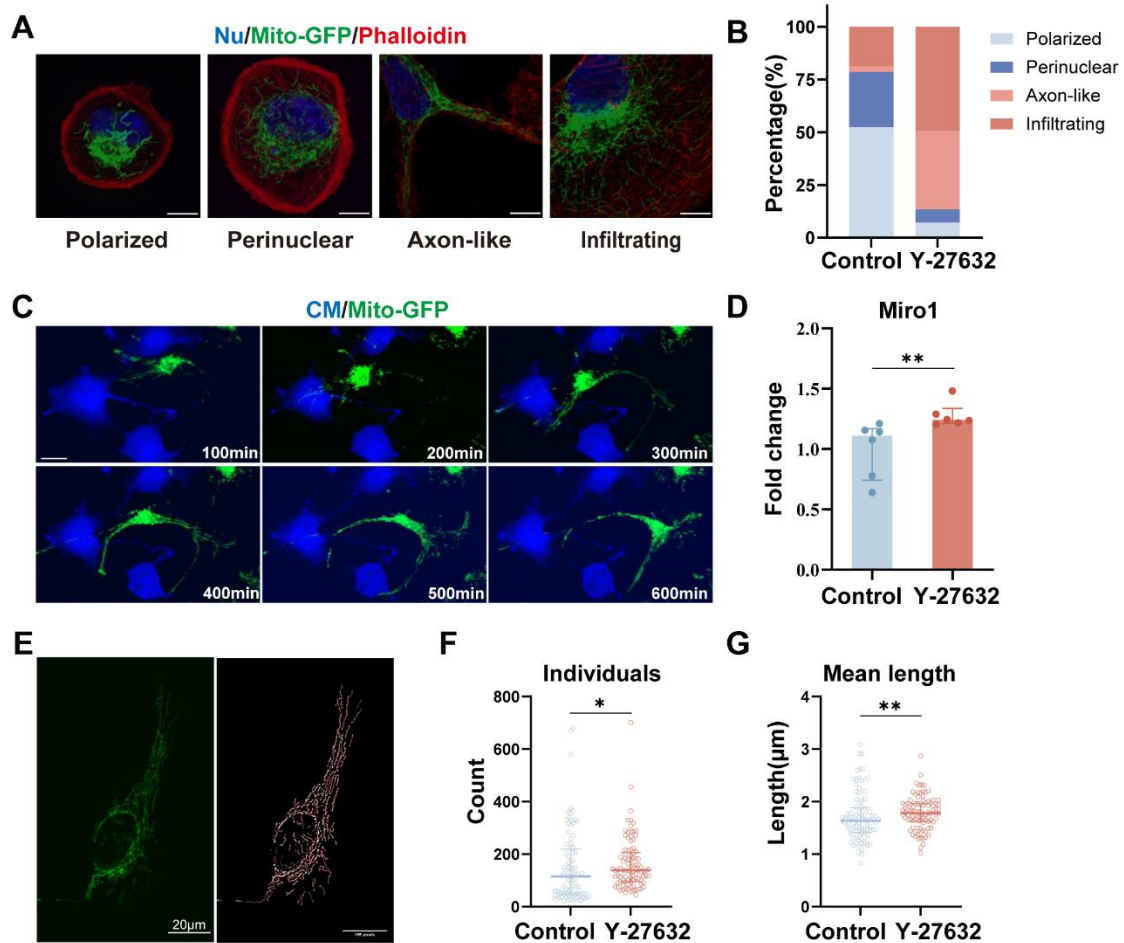 A
Nu/Mito-GFP/Phalloidin
Polarized
Perinuclear
Axon-like
Infiltrating
B
Percentage(%)
100
75
50
25
0
Control
Y-27632
Polarized
Perinuclear
Axon-like
Infiltrating
C
CM/Mito-GFP
100min
200min
300min
400min
500min
600min
D
Miro1
Fold change
2.0
1.5
1.0
0.5
0.0
**
Control
Y-27632
E
20μm
F
Individuals
Count
800
600
400
200
0
*
Control
Y-27632
G
Mean length
Length(μm)
4
3
2
1
0
**
Control
Y-27632